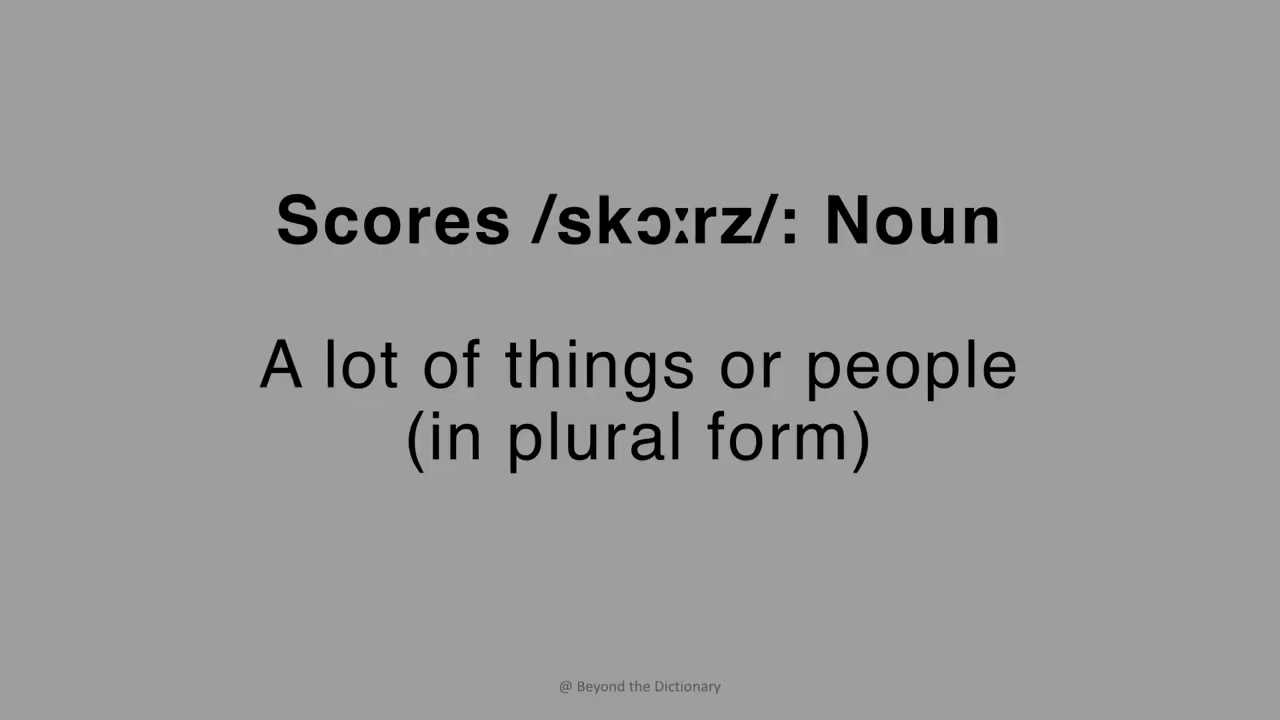 Scores /skɔːrz/: Noun
A lot of things or people
(in plural form)
@ Beyond the Dictionary